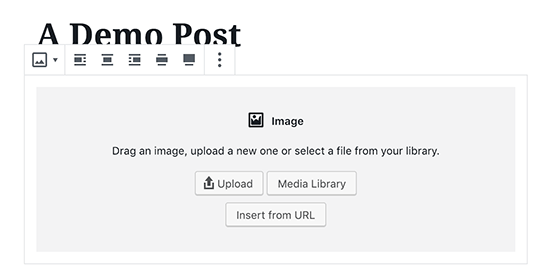 A Demo Post
Image
Drag an image, upload a new one or select a file from your library.
Upload Media Library
Insert from URL